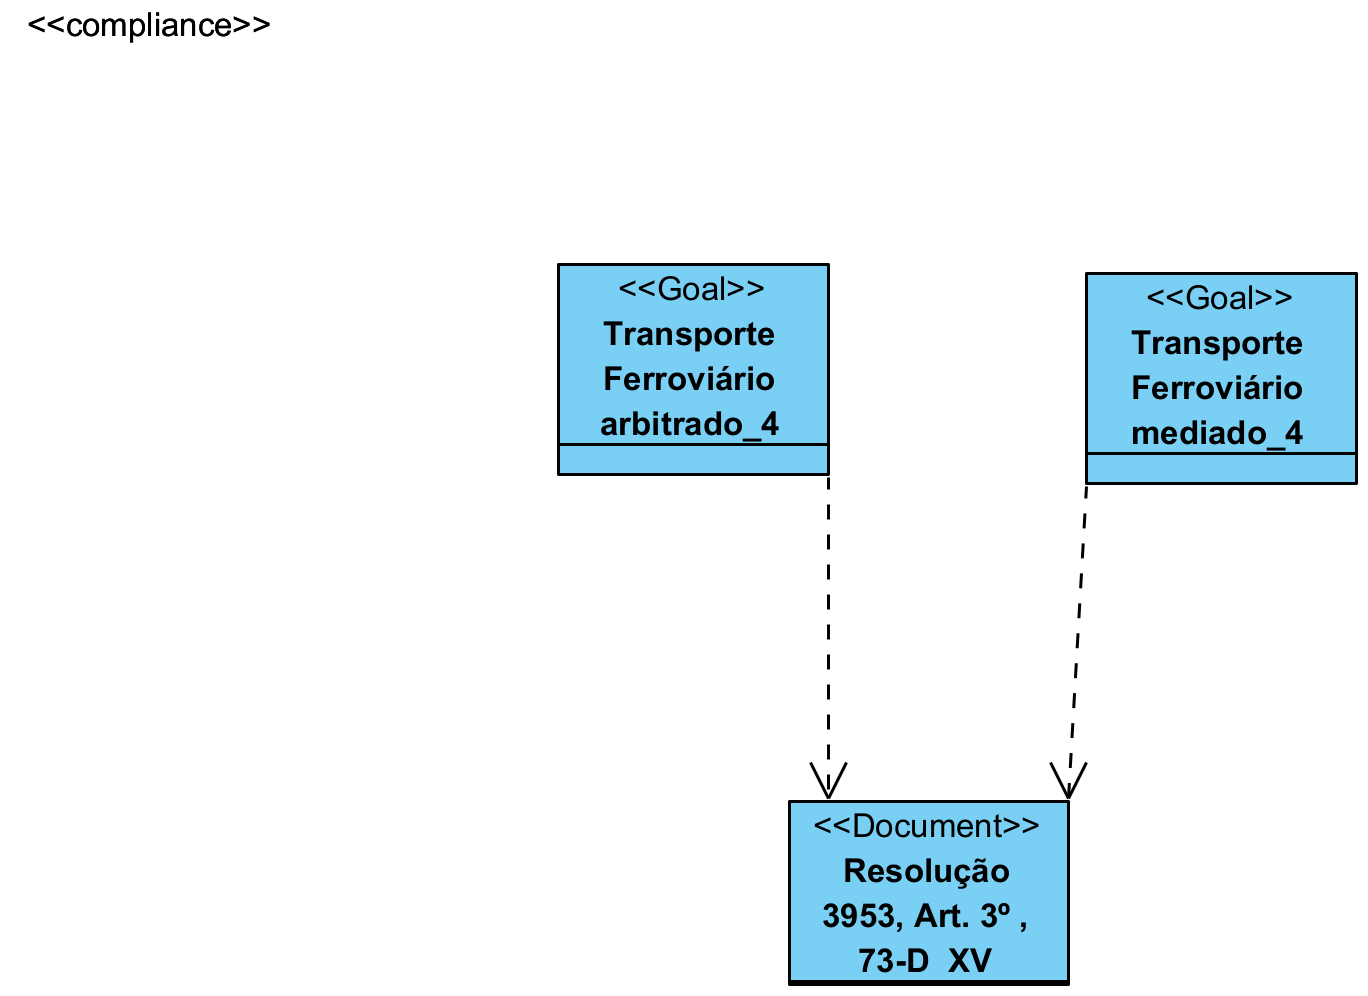 <<compliance>>
<<Goal>>
Transporte
Ferroviário
arbitrado_4
<<Goal>>
Transporte
Ferroviário
mediado_4
<<Document>>
Resolução
3953, Art. 3º ,
73-D  XV